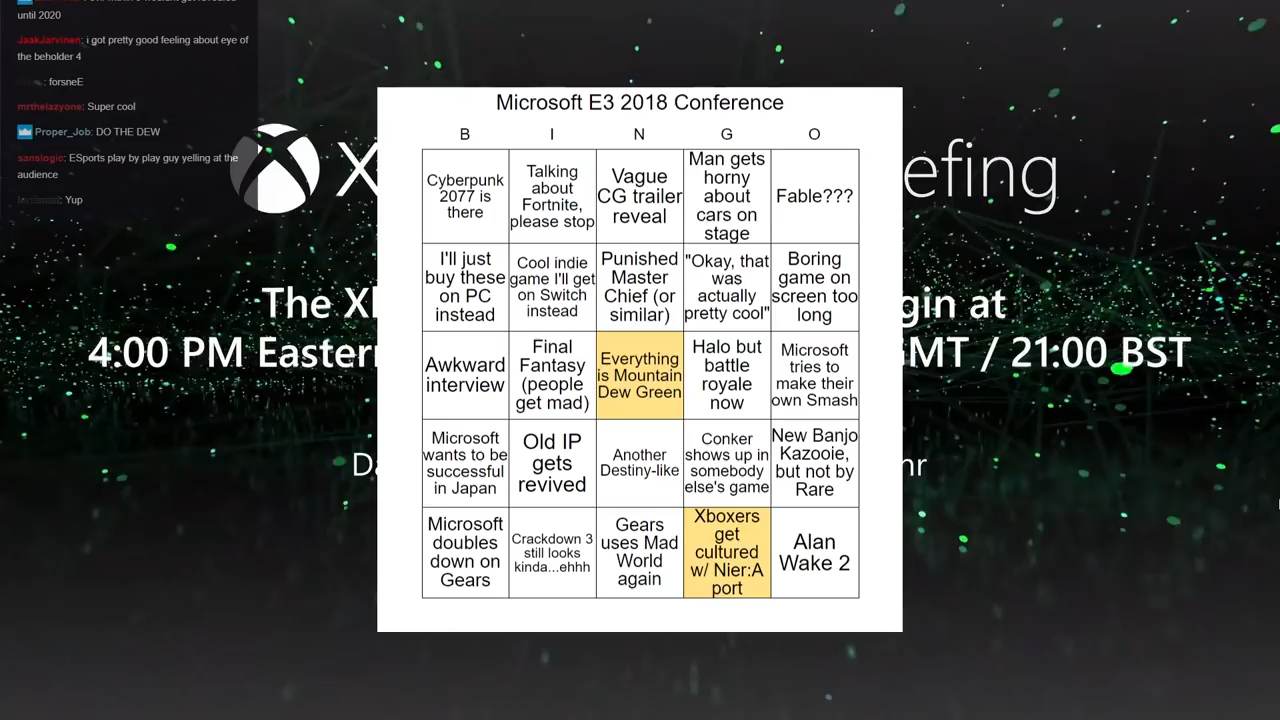 until 2020
JaakJarvinen: i got pretty good feeling about eye of
the beholder 4
: forsneE
mrthelazyone: Super cool
Proper_Job: DO THE DEW
sanslogic: ESports play by play guy yelling at the
audience
: Yup
X
efing
The Xb
gin at
4:00 PM Eastern
GMT / 21:00 BST
Da
hr
Microsoft E3 2018 Conference
B I N G O
Cyberpunk
2077 is
there
Talking
about
Fortnite,
please stop
Vague
CG trailer
reveal
Man gets
horny
about
cars on
stage
Fable???
I'll just
buy these
on PC
instead
Cool indie
game I'll get
on Switch
instead
Punished
Master
Chief (or
similar)
"Okay, that
was
actually
pretty cool"
Boring
game on
screen too
long
Awkward
interview
Final
Fantasy
(people
get mad)
Everything
is Mountain
Dew Green
Halo but
battle
royale
now
Microsoft
tries to
make their
own Smash
Microsoft
wants to be
successful
in Japan
Old IP
gets
revived
Another
Destiny-like
Conker
shows up in
somebody
else's game
New Banjo
Kazooie,
but not by
Rare
Microsoft
doubles
down on
Gears
Crackdown 3
still looks
kinda...ehhh
Gears
uses Mad
World
again
Xboxers
get
cultured
w/ Nier:A
port
Alan
Wake 2